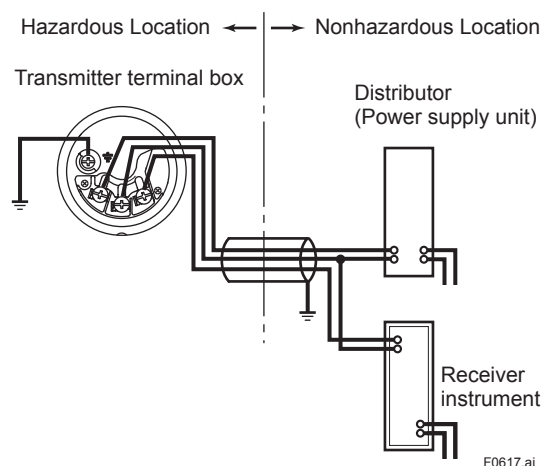 Hazardous Location
Nonhazardous Location
Transmitter terminal box
Distributor
(Power supply unit)
Receiver
instrument
F0617.ai